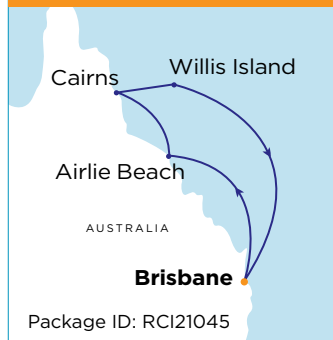 Willis Island
Cairns
Airlie Beach
AUSTRALIA
Brisbane
Package ID: RCI21045